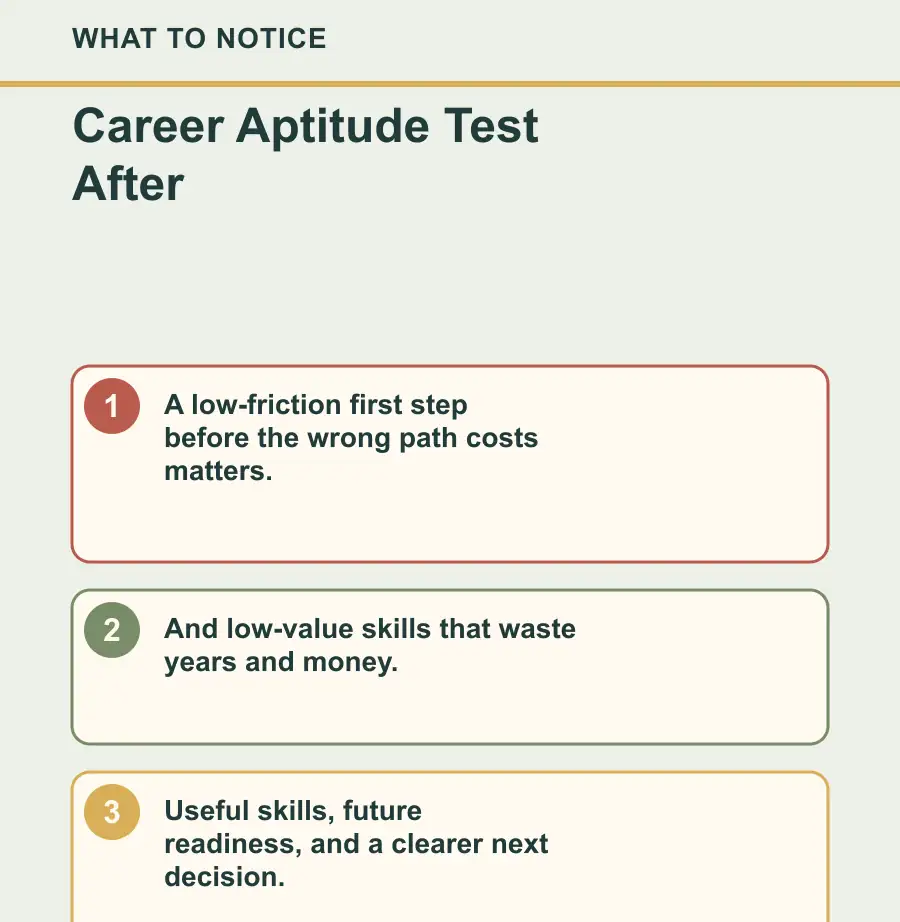 WHAT TO NOTICE
Career Aptitude Test
After
1
A low-friction first step
before the wrong path costs
matters.
2
And low-value skills that waste
years and money.
3
Useful skills, future
readiness, and a clearer next
decision.